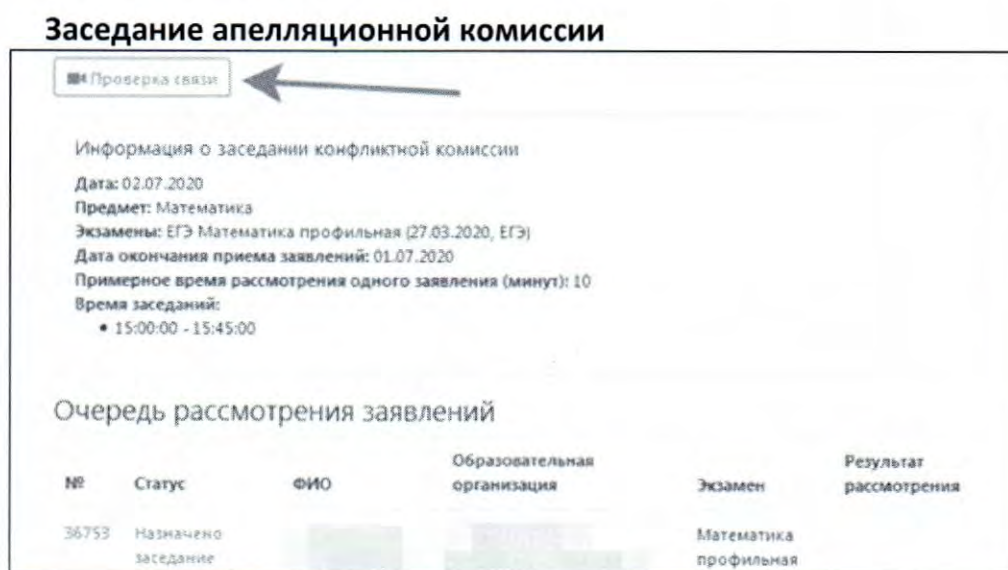 Заседание апелляционной комиссии
Проверка связи
Информация о заседании конфликтной комиссии
Дата: 02.07.2020
Предмет: Математика
Экзамены: ЕГЭ Математика профильная (27.03.2020, ЕГЭ)
Дата окончания приема заявлений: 01.07.2020
Примерное время рассмотрения одного заявления (минут): 10
Время заседаний:
• 15:00:00 - 15:45:00
Очередь рассмотрения заявлений
№ Статус ФИО Образовательная организация Экзамен Результат рассмотрения
36753 Назначено заседание Математика профильная